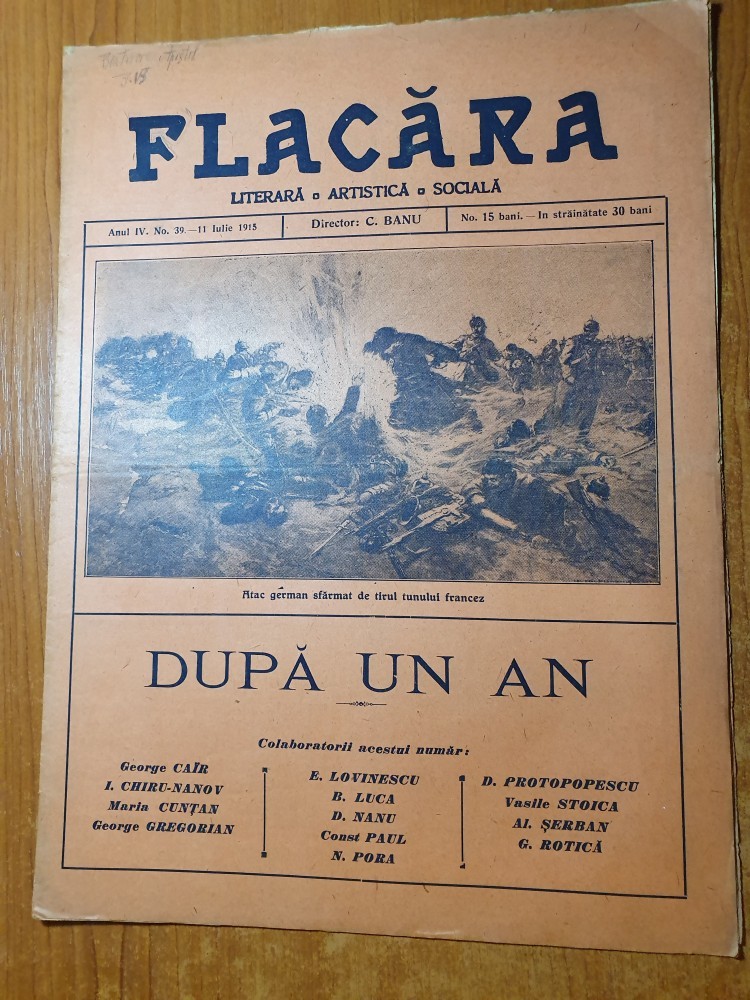 FLACĂRA
LITERARĂ ▫ ARTISTICĂ ▫ SOCIALĂ
Anul IV. No. 39.—11 Iulie 1915
Director: C. BANU
No. 15 bani. — In străinătate 30 bani
Atac german sfărmat de tirul tunului francez
DUPĂ UN AN
Colaboratorii acestui număr:
George CAÏR
I. CHIRU-NANOV
Maria CUNȚAN
George GREGORIAN
E. LOVINESCU
B. LUCA
D. NANU
Const PAUL
N. PORA
D. PROTOPOPESCU
Vasile STOICA
Al. ȘERBAN
G. ROTICĂ